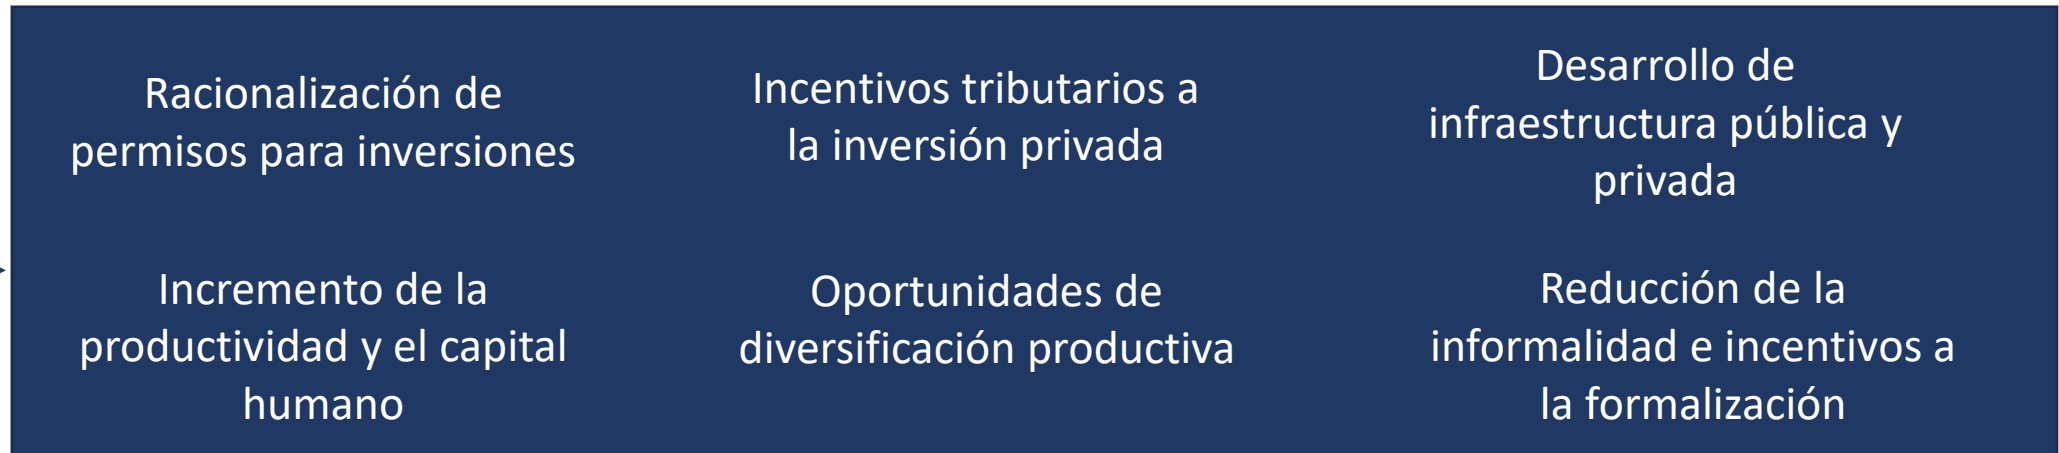 Racionalización de
permisos para inversiones
Incentivos tributarios a
la inversión privada
Desarrollo de
infraestructura pública y
privada
Incremento de la
productividad y el capital
humano
Oportunidades de
diversificación productiva
Reducción de la
informalidad e incentivos a
la formalización